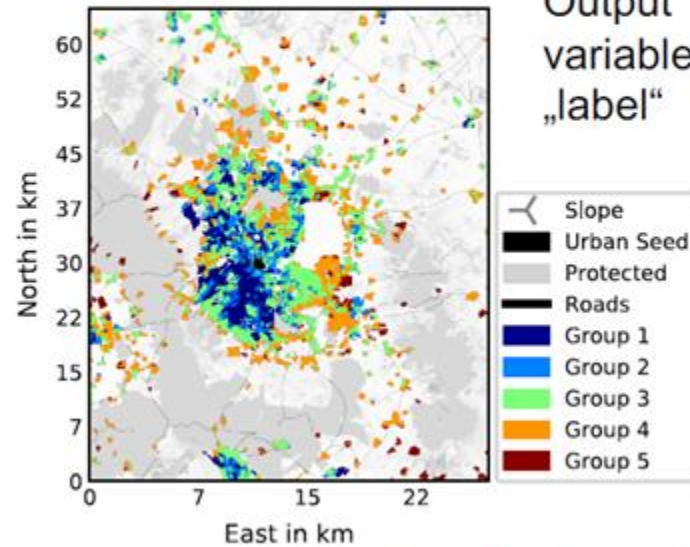 Output
variable
„label“
60
52
45
37
30
22
15
7
0
North in km
0 7 15 22
East in km
Slope
Urban Seed
Protected
Roads
Group 1
Group 2
Group 3
Group 4
Group 5